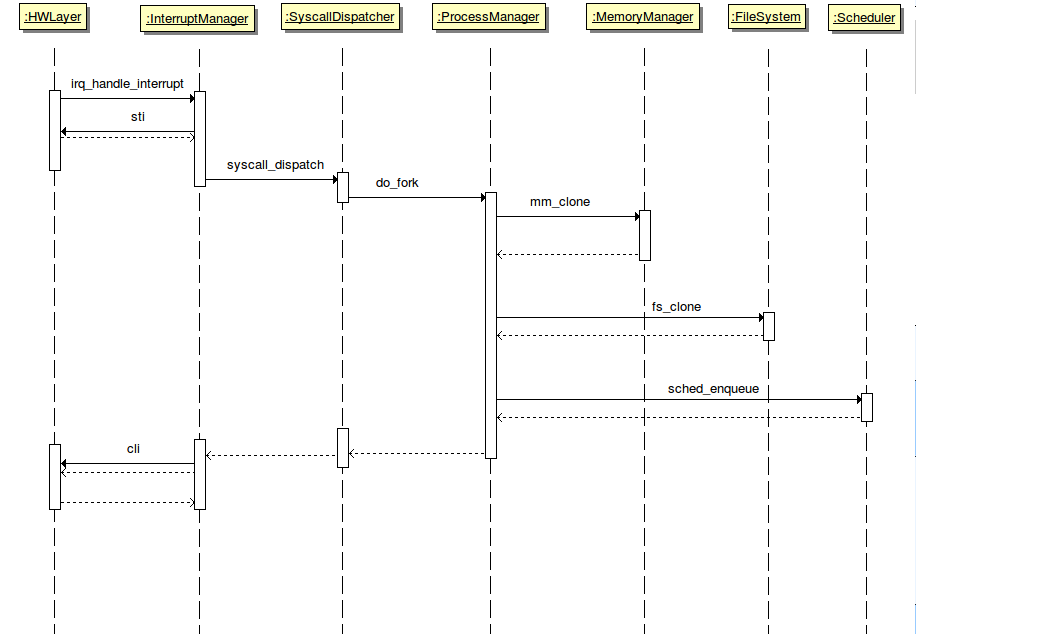 :HWLayer
:InterruptManager
:SyscallDispatcher
:ProcessManager
:MemoryManager
:FileSystem
:Scheduler
irq_handle_interrupt
sti
syscall_dispatch
do_fork
mm_clone
fs_clone
sched_enqueue
cli